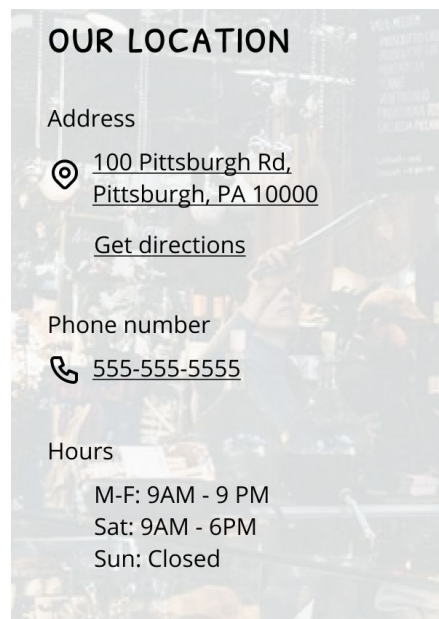 OUR LOCATION
Address
100 Pittsburgh Rd,
Pittsburgh, PA 10000
Get directions
Phone number
555-555-5555
Hours
M-F: 9AM - 9 PM
Sat: 9AM - 6PM
Sun: Closed